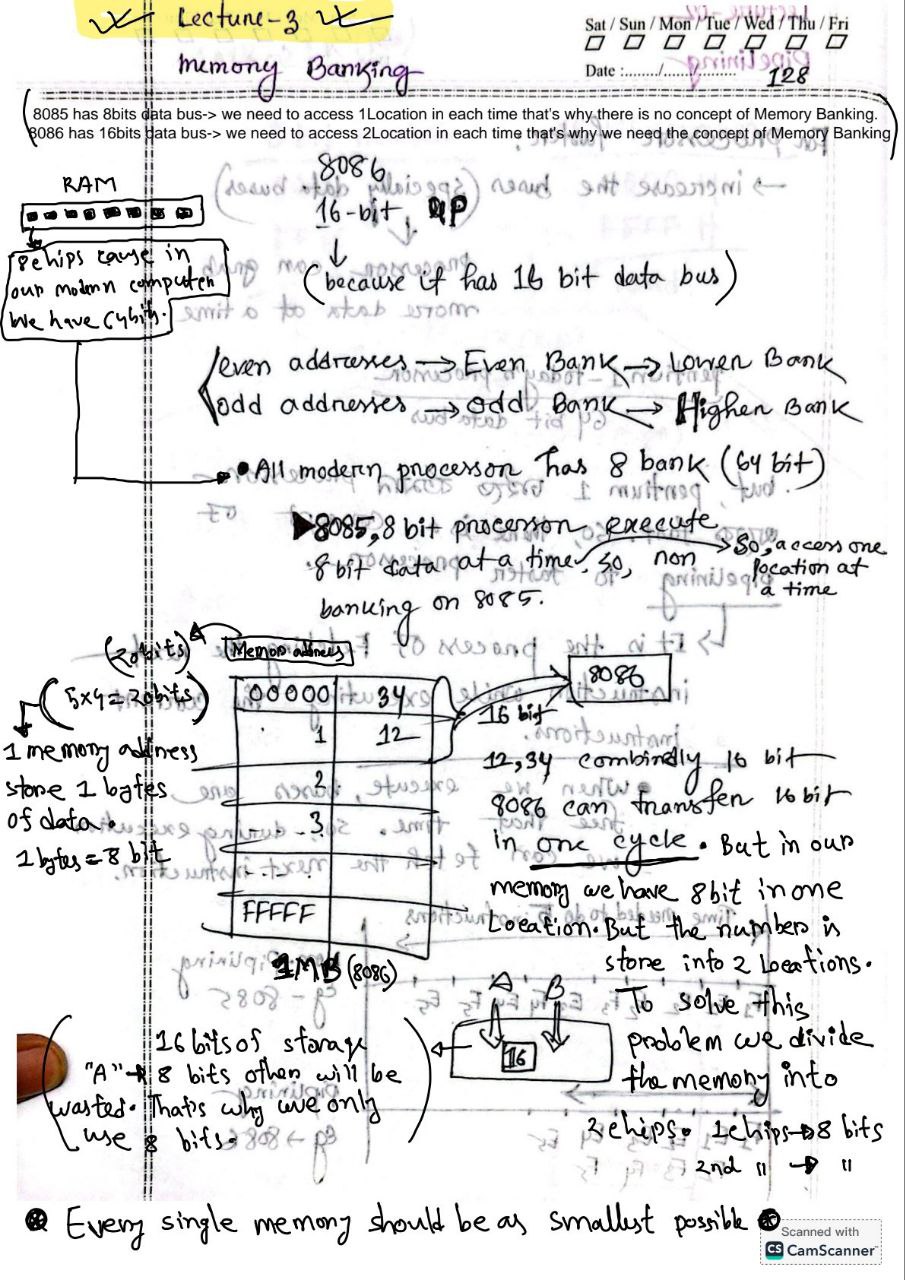 Lecture-3
Memory Banking
Sat / Sun / Mon / Tue / Wed / Thu / Fri
Date :......../........................
128
8085 has 8bits data bus-> we need to access 1Location in each time that's why there is no concept of Memory Banking.
8086 has 16bits data bus-> we need to access 2Location in each time that's why we need the concept of Memory Banking
8086
16-bit, μP
(because it has 16 bit data bus)
RAM
8chips cause in
our modern computer
We have 64bit.
even addresses → Even Bank → Lower Bank
odd addresses → odd Bank → Higher Bank
• All modern processor has 8 bank (64 bit)
8085, 8 bit processor execute
8 bit data at a time. So, non
banking on 8085.
So, access one
location at
a time
(20bits)
Memory address
(5x4=20bits)
1 memory address
store 1 bytes
of data.
1 bytes = 8 bit
00000 34
1 12
2
3
FFFFF
1MB (8086)
8086
16 bit
12,34 combindly 16 bit
8086 can transfer 16 bit
in one cycle. But in our
memory we have 8bit in one
Location. But the number is
store into 2 locations.
To solve this
problem we divide
the memory into
2 chips. 1chips→8 bits
2nd " → "
A B
16
16 bits of storage
"A"→ 8 bits other will be
wasted. That's why we only
use 8 bits.
Every single memory should be as smallest possible
Scanned with
CS CamScanner